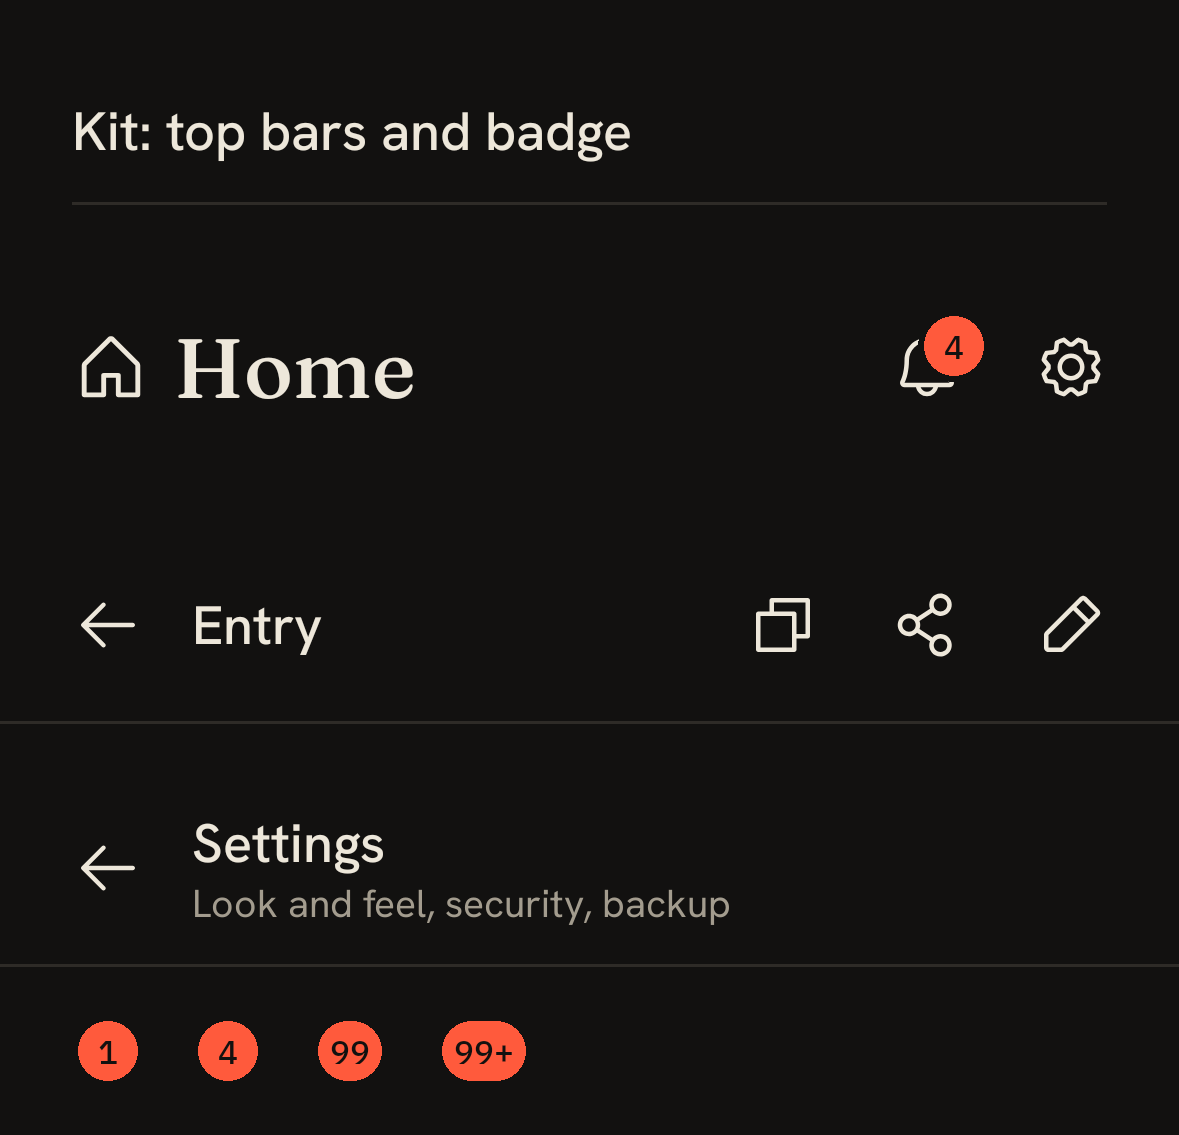 Kit: top bars and badge
Home 4
Entry
Settings
Look and feel, security, backup
1 4 99 99+